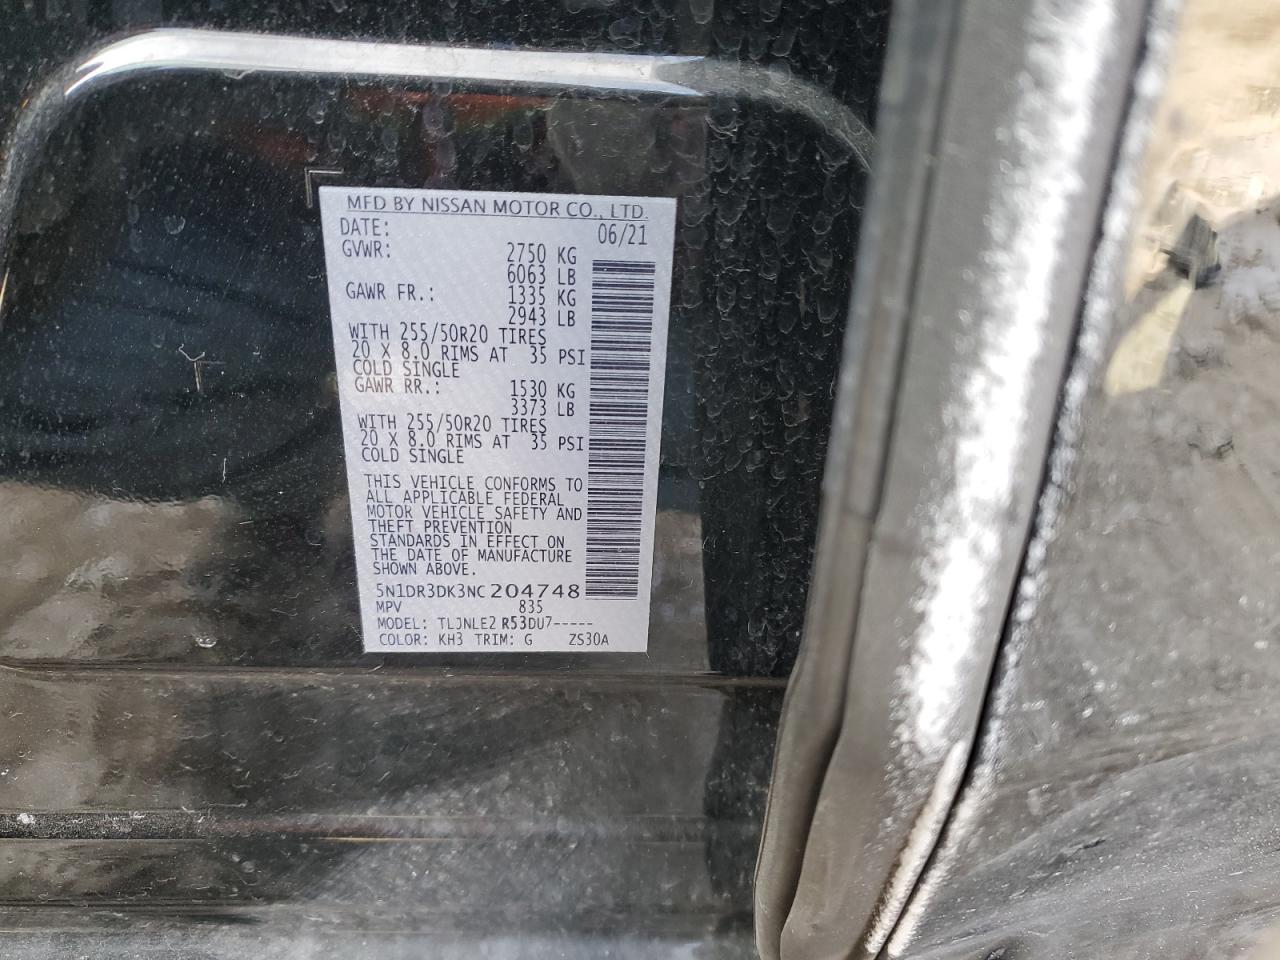 MFD BY NISSAN MOTOR CO., LTD.
DATE: 06/21
GVWR: 2750 KG
6063 LB
GAWR FR.: 1335 KG
2943 LB
WITH 255/50R20 TIRES
20 X 8.0 RIMS AT 35 PSI
COLD SINGLE
GAWR RR.: 1530 KG
3373 LB
WITH 255/50R20 TIRES
20 X 8.0 RIMS AT 35 PSI
COLD SINGLE
THIS VEHICLE CONFORMS TO
ALL APPLICABLE FEDERAL
MOTOR VEHICLE SAFETY AND
THEFT PREVENTION
STANDARDS IN EFFECT ON
THE DATE OF MANUFACTURE
SHOWN ABOVE.
5N1DR3DK3NC204748
MPV 835
MODEL: TLJNLE2 R53DU7-----
COLOR: KH3 TRIM: G ZS30A